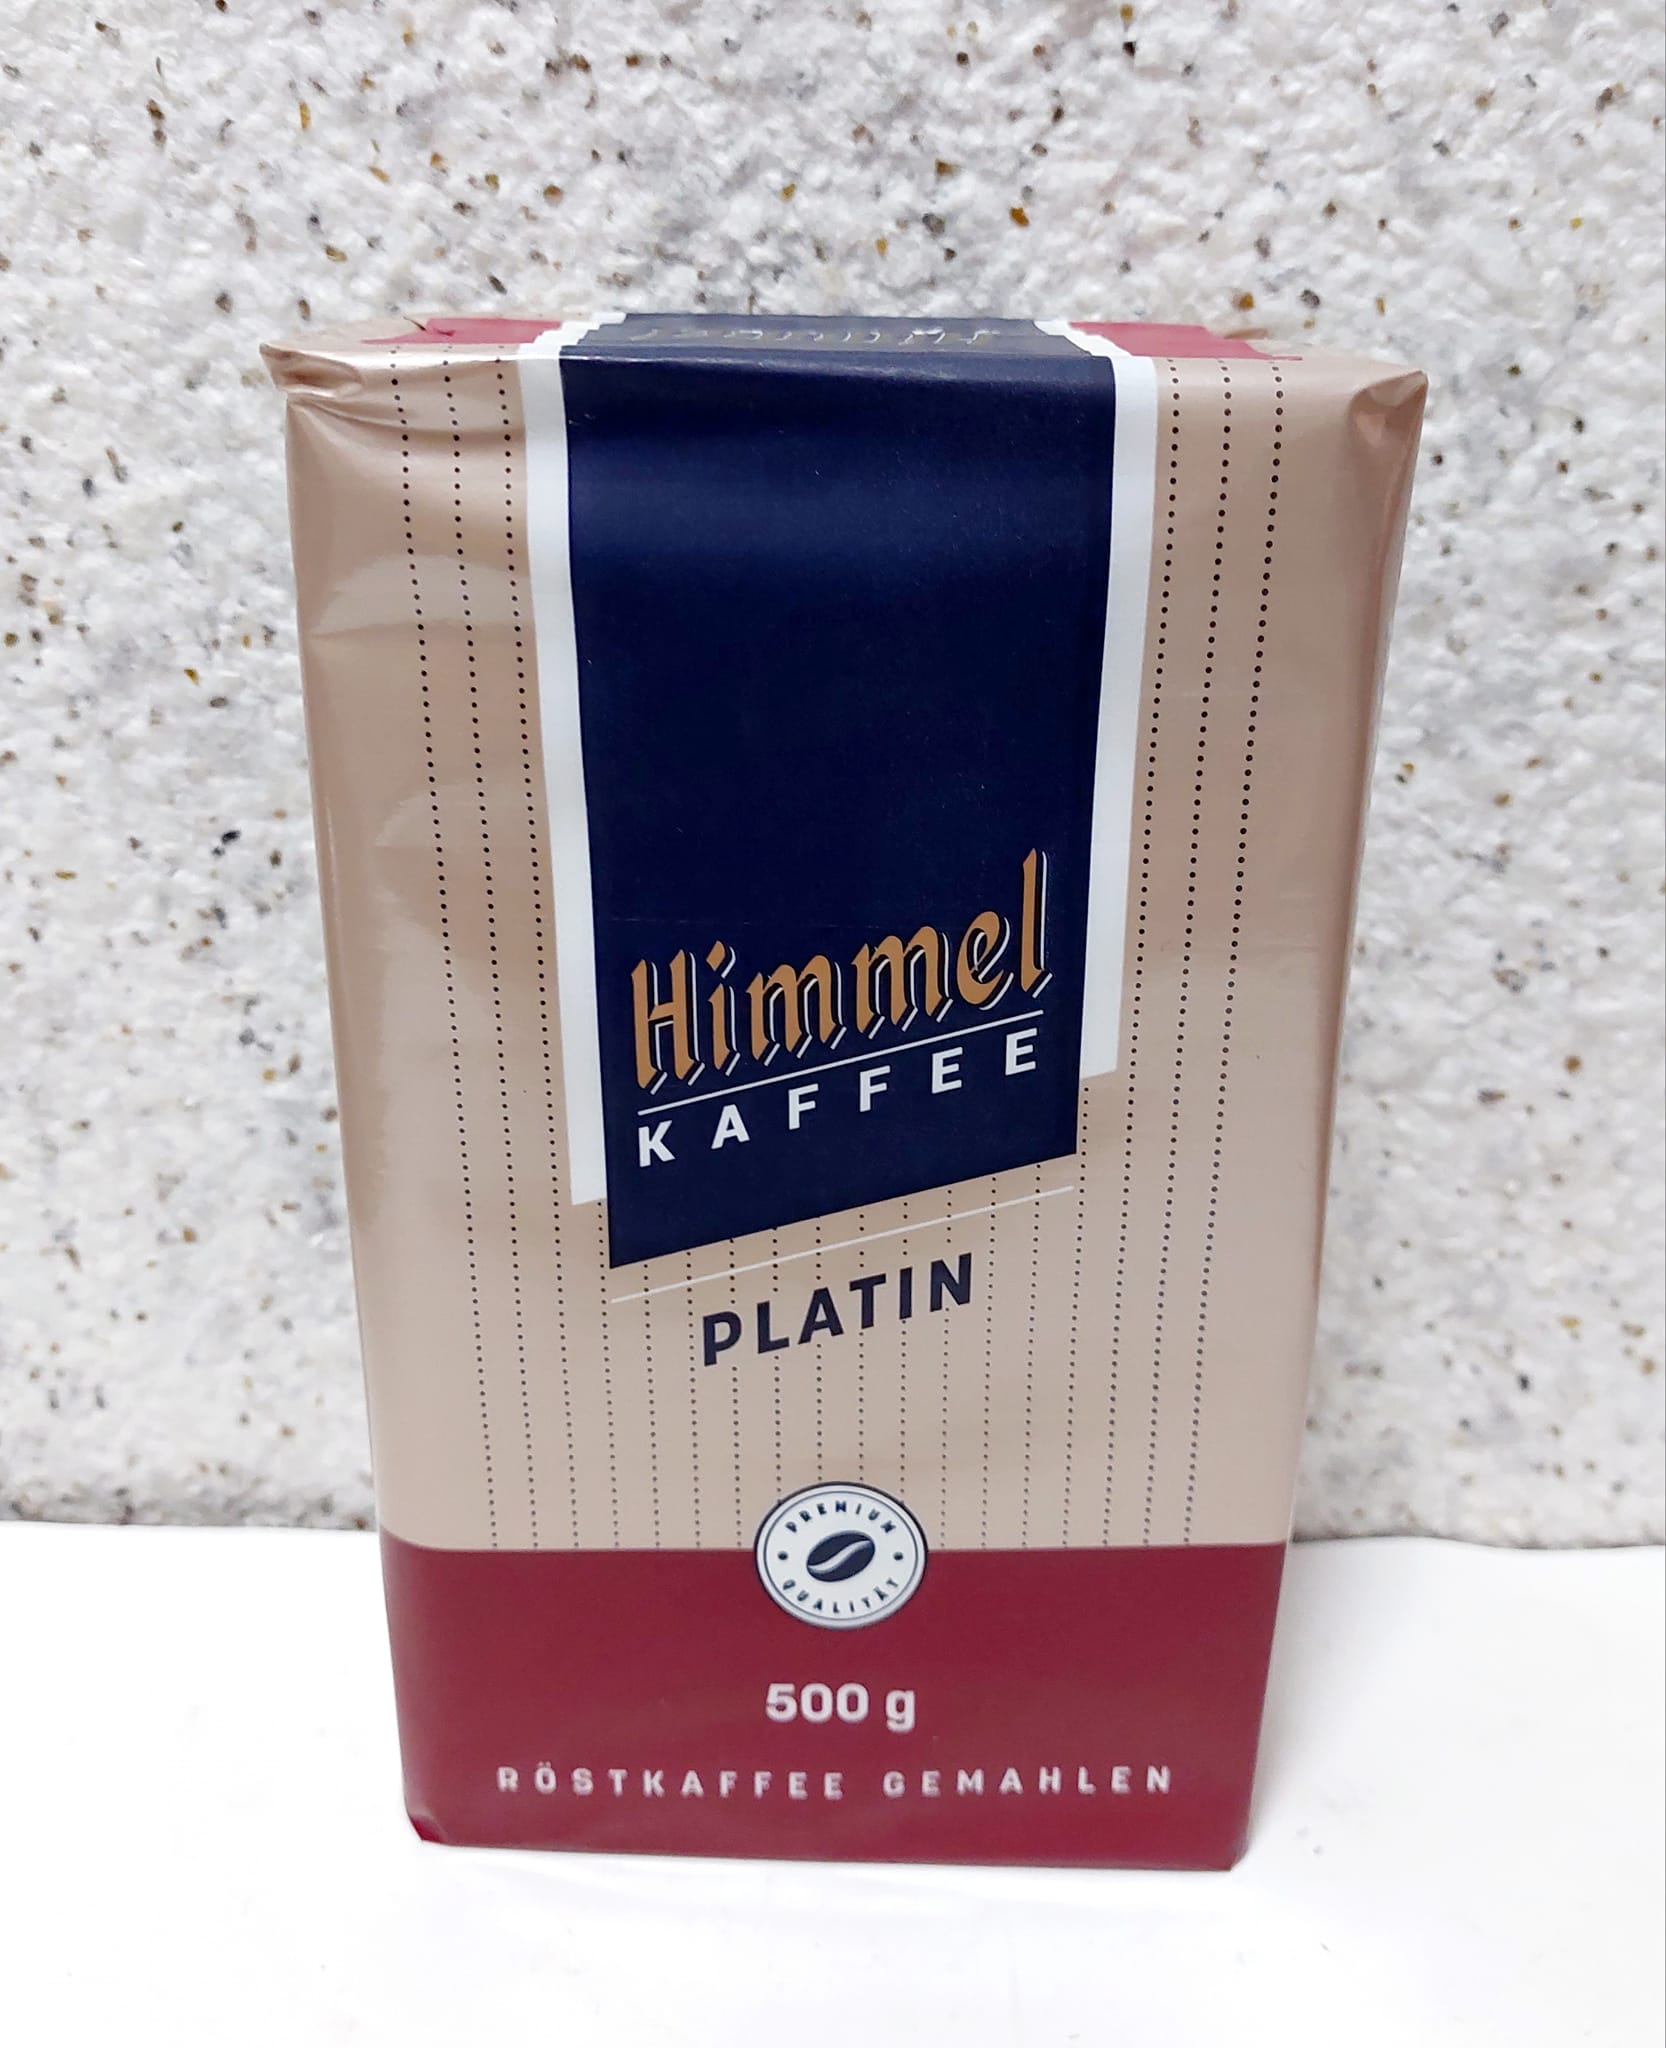 Himmel
KAFFEE
PLATIN
PREMIUM
QUALITÄT
500 g
RÖSTKAFFEE GEMAHLEN